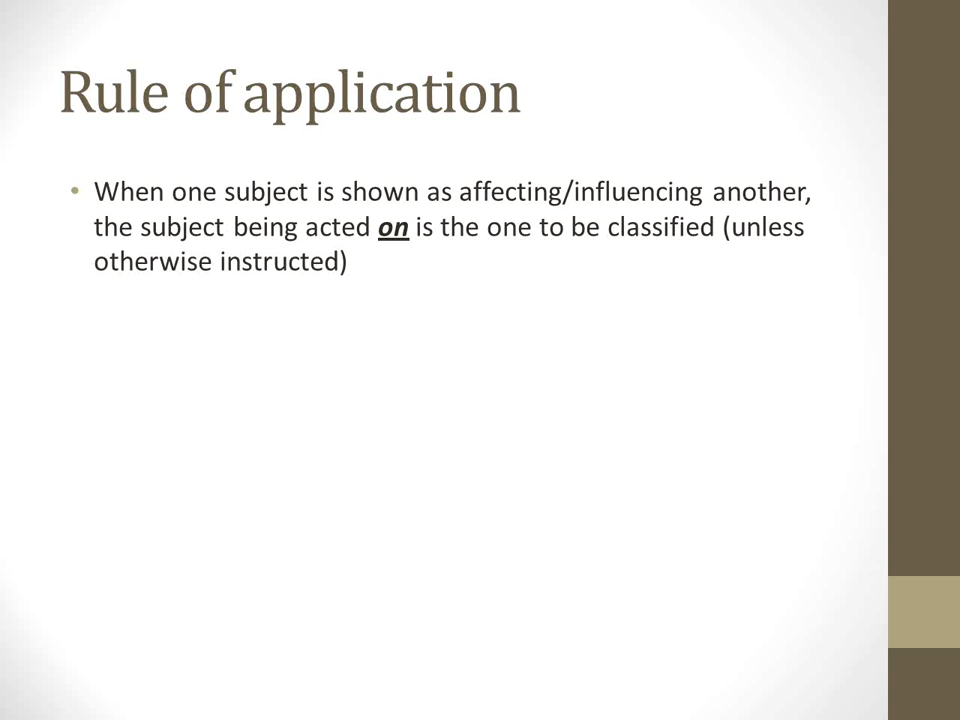 Rule of application
• When one subject is shown as affecting/influencing another,
the subject being acted on is the one to be classified (unless
otherwise instructed)